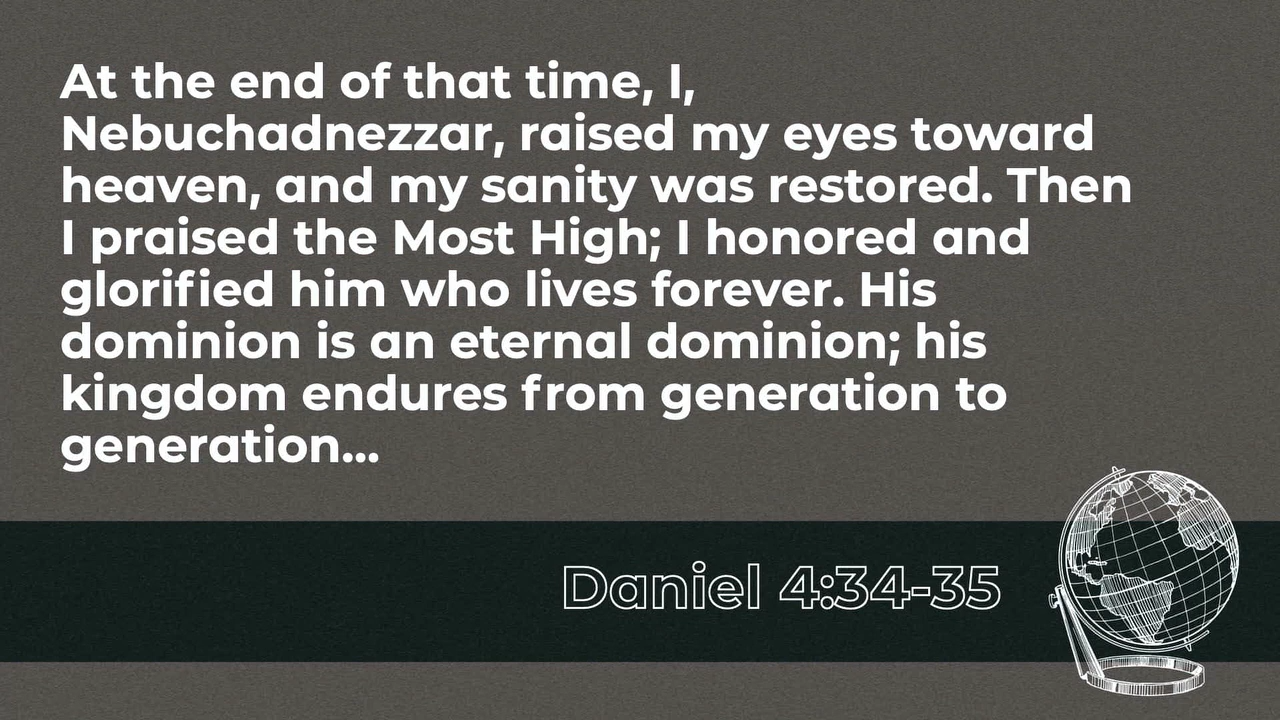 At the end of that time, I,
Nebuchadnezzar, raised my eyes toward
heaven, and my sanity was restored. Then
I praised the Most High; I honored and
glorified him who lives forever. His
dominion is an eternal dominion; his
kingdom endures from generation to
generation...
Daniel 4:34-35